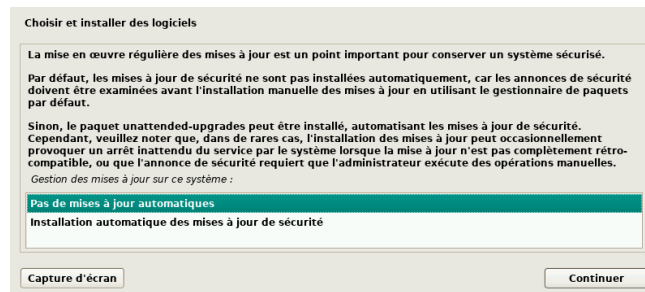 Choisir et installer des logiciels
La mise en œuvre régulière des mises à jour est un point important pour conserver un système sécurisé.
Par défaut, les mises à jour de sécurité ne sont pas installées automatiquement, car les annonces de sécurité
doivent être examinées avant l'installation manuelle des mises à jour en utilisant le gestionnaire de paquets
par défaut.
Sinon, le paquet unattended-upgrades peut être installé, automatisant les mises à jour de sécurité.
Cependant, veuillez noter que, dans de rares cas, l'installation des mises à jour peut occasionnellement
provoquer un arrêt inattendu du service par le système lorsque la mise à jour n'est pas complètement rétro-
compatible, ou que l'annonce de sécurité requiert que l'administrateur exécute des opérations manuelles.
Gestion des mises à jour sur ce système :
Pas de mises à jour automatiques
Installation automatique des mises à jour de sécurité
Capture d'écran
Continuer